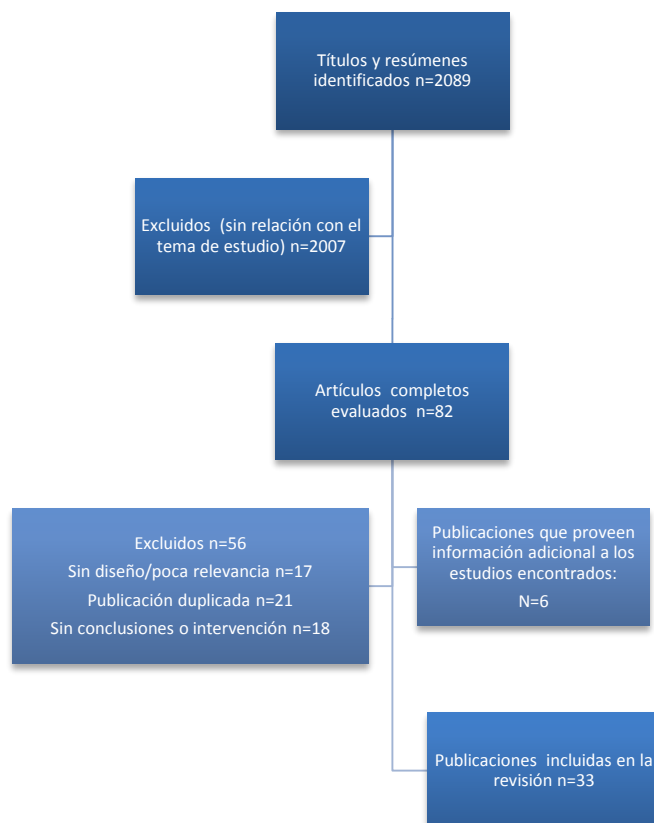 Títulos y resúmenes
identificados n=2089
Excluidos (sin relación con el
tema de estudio) n=2007
Artículos completos
evaluados n=82
Excluidos n=56
Sin diseño/poca relevancia n=17
Publicación duplicada n=21
Sin conclusiones o intervención n=18
Publicaciones que proveen
información adicional a los
estudios encontrados:
N=6
Publicaciones incluidas en la
revisión n=33